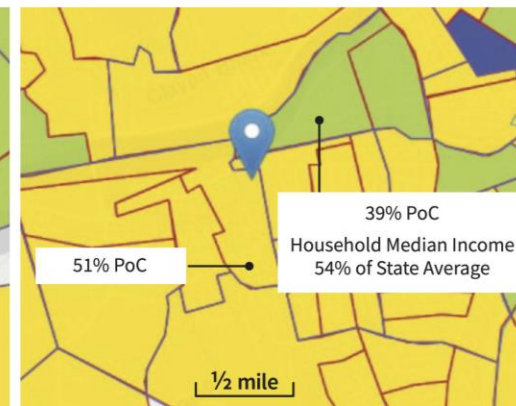 39% PoC
Household Median Income
54% of State Average
51% PoC
½ mile